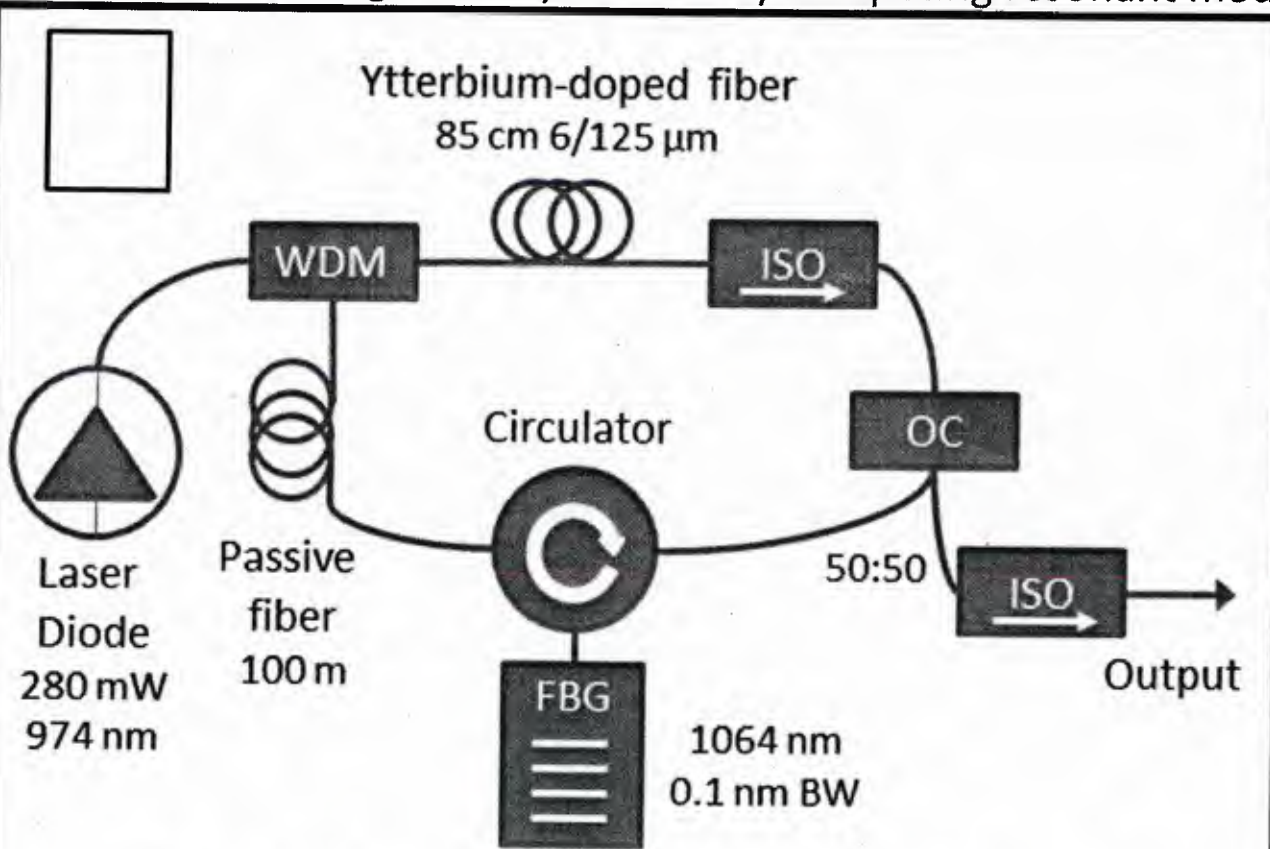 Ytterbium-doped fiber
85 cm 6/125 µm
WDM
ISO
OC
Circulator
50:50
ISO
Output
Laser
Diode
280 mW
974 nm
Passive
fiber
100 m
FBG
1064 nm
0.1 nm BW